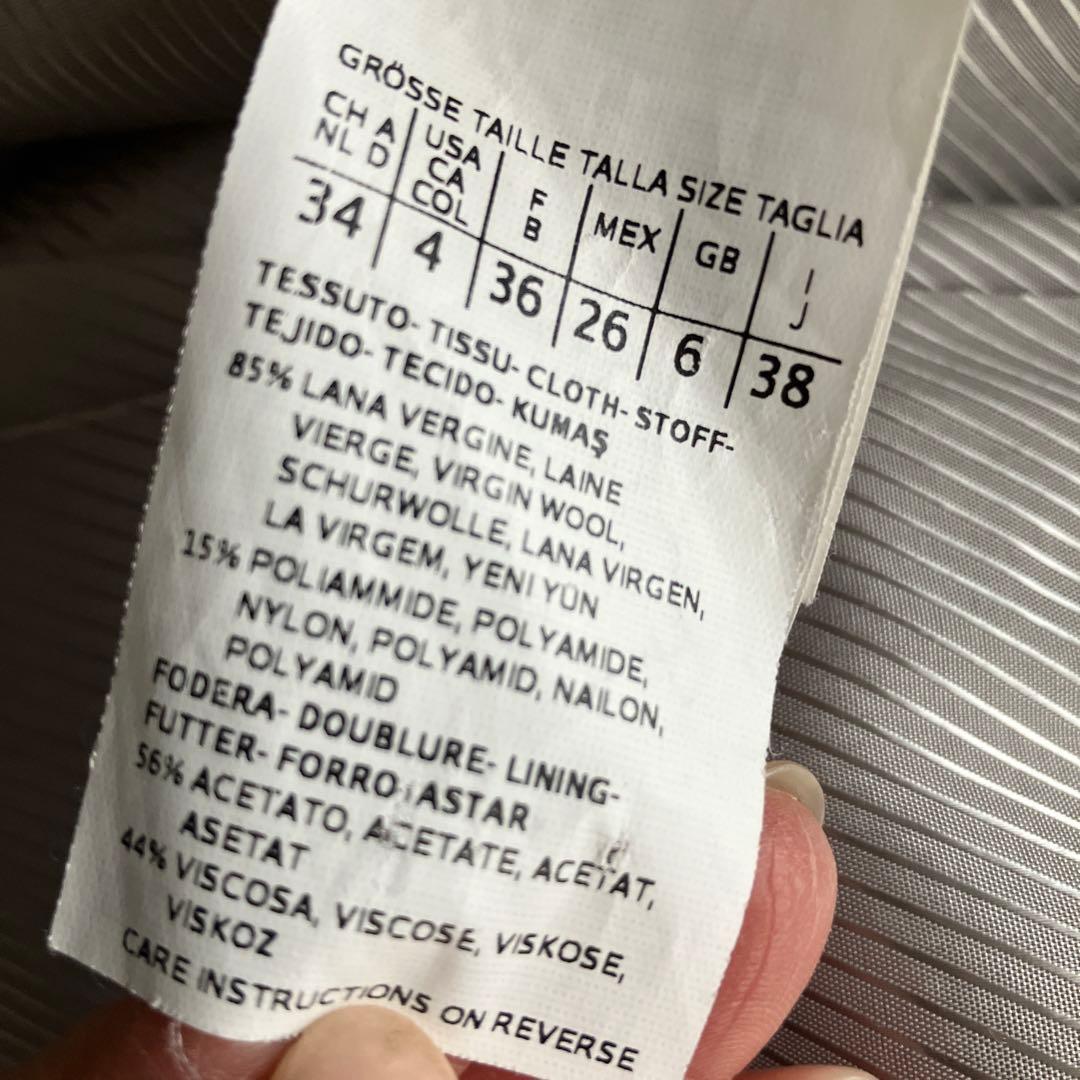 GRÖSSE TAILLE TALLA SIZE TAGLIA
CH A USA F MEX GB I
NL D CA B J
COL
34 4 36 26 6 38
TESSUTO- TISSU- CLOTH- STOFF-
TEJIDO- TECIDO- KUMAŞ
85% LANA VERGINE, LAINE
VIERGE, VIRGIN WOOL,
SCHURWOLLE, LANA VIRGEN,
LA VIRGEM, YENI YÜN
15% POLIAMMIDE, POLYAMIDE,
NYLON, POLYAMID, NAILON,
POLYAMID
FODERA- DOUBLURE- LINING-
FUTTER- FORRO- ASTAR
56% ACETATO, ACETATE, ACETAT,
ASETAT
44% VISCOSA, VISCOSE, VISKOSE,
VISKOZ
CARE INSTRUCTIONS ON REVERSE